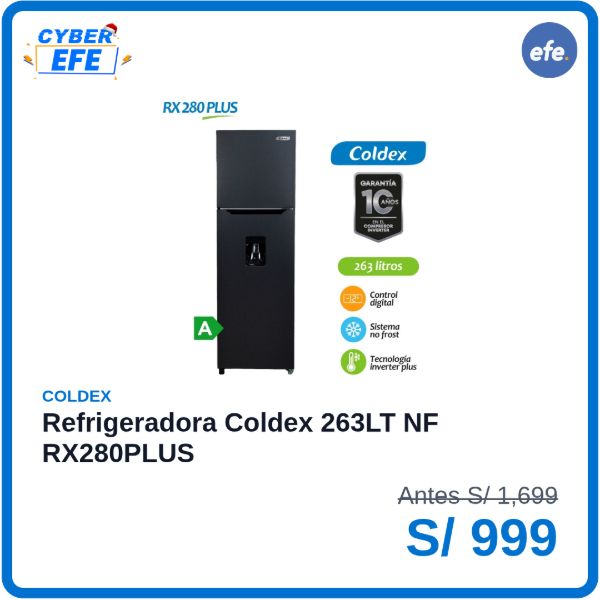 CYBER
EFE
efe.
RX 280 PLUS
Coldex
GARANTÍA
10 AÑOS
EN EL
COMPRESOR
INVERTER
263 litros
-12°
Control
digital
Sistema
no frost
Tecnología
inverter plus
A
COLDEX
Refrigeradora Coldex 263LT NF
RX280PLUS
Antes S/ 1,699
S/ 999